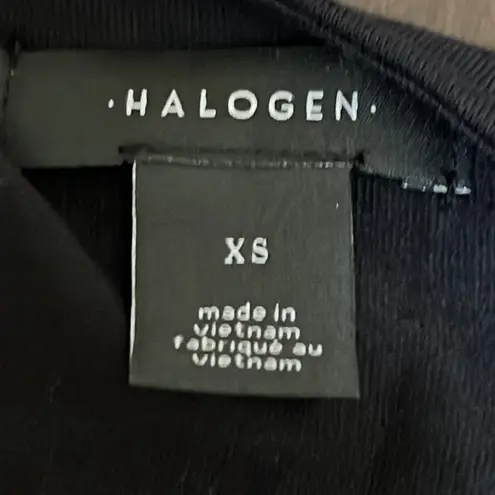 ·HALOGEN·
XS
made in
vietnam
fabriqué au
vietnam